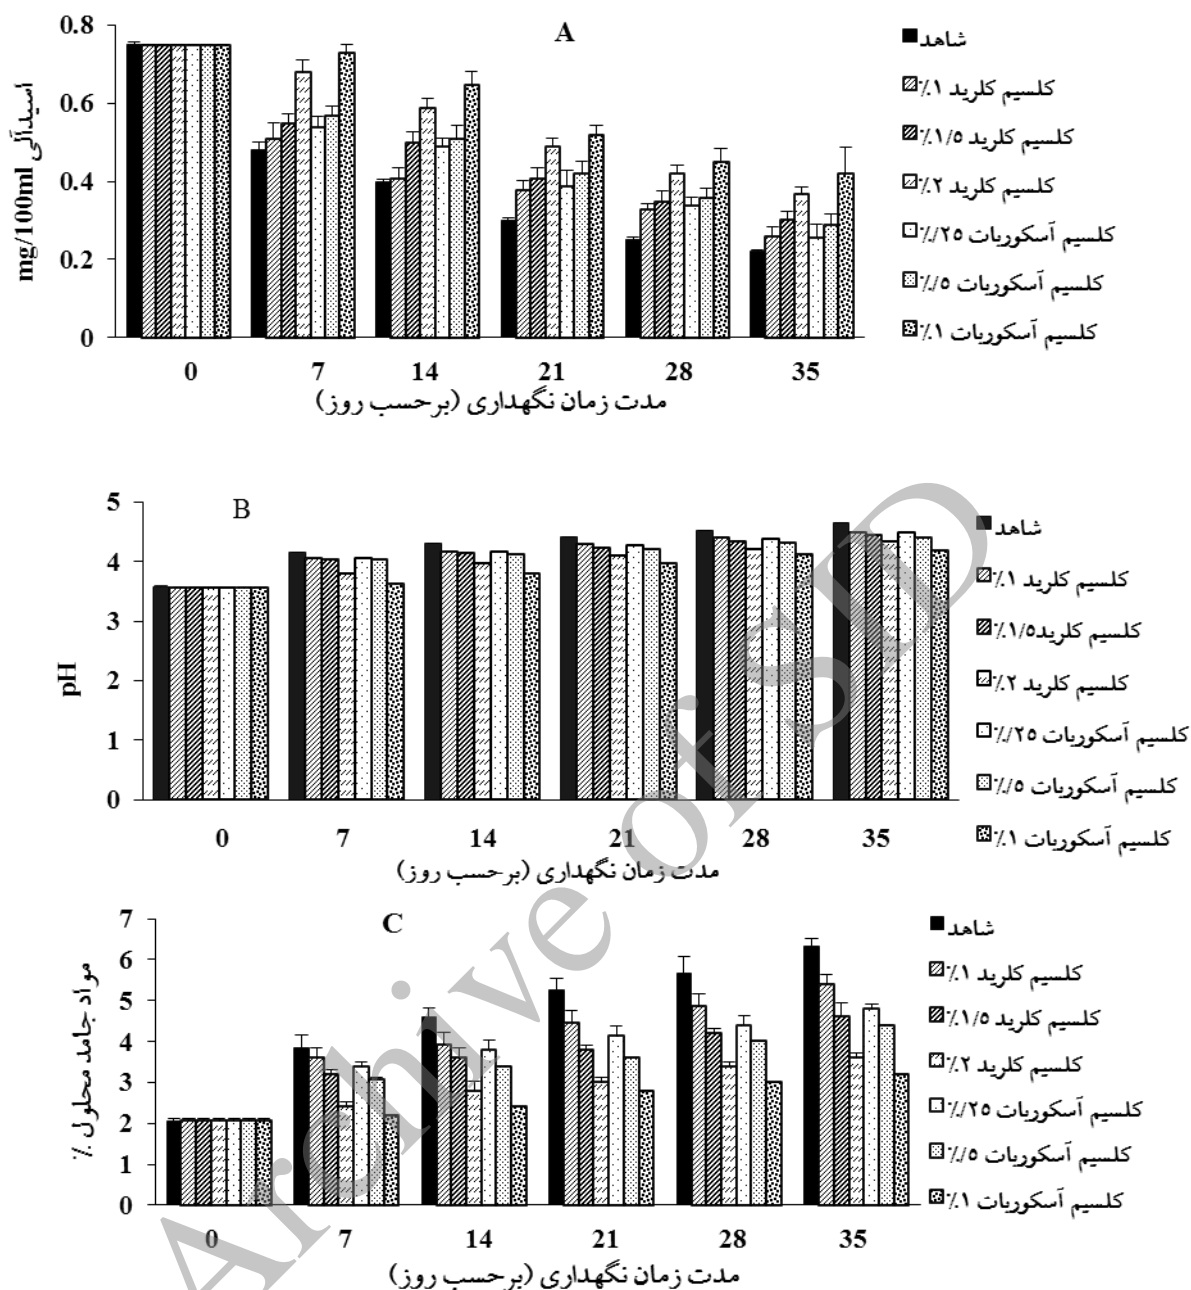 A
0.8
0.6
0.4
0.2
0
اسیدآلی mg/100ml
0 7 14 21 28 35
مدت زمان نگهداری (برحسب روز)
شاهد
کلسیم کلرید ۱٪
کلسیم کلرید ۱/۵٪
کلسیم کلرید ۲٪
کلسیم آسکوربات ۲۵/٪
کلسیم آسکوربات ۵/٪
کلسیم آسکوربات ۱٪
B
5
4
3
2
1
0
pH
0 7 14 21 28 35
مدت زمان نگهداری (برحسب روز)
شاهد
کلسیم کلرید ۱٪
کلسیم کلرید۱/۵٪
کلسیم کلرید ۲٪
کلسیم آسکوربات ۲۵/٪
کلسیم آسکوربات ۵/٪
کلسیم آسکوربات ۱٪
C
7
6
5
4
3
2
1
0
مواد جامد محلول ٪
0 7 14 21 28 35
مدت زمان نگهداری (برحسب روز)
شاهد
کلسیم کلرید ۱٪
کلسیم کلرید ۱/۵٪
کلسیم کلرید ۲٪
کلسیم آسکوربات ۲۵/٪
کلسیم آسکوربات ۵/٪
کلسیم آسکوربات ۱٪
Archive of SID